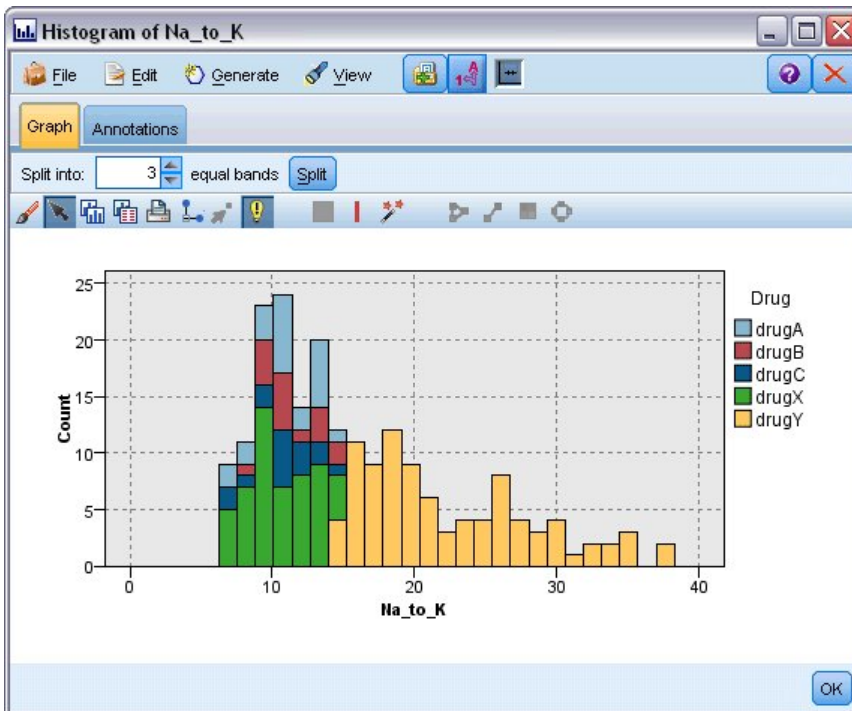 Histogram of Na_to_K
File Edit Generate View
Graph Annotations
Split into: 3 equal bands Split
25
20
15
10
5
0
Count
0 10 20 30 40
Na_to_K
Drug
drugA
drugB
drugC
drugX
drugY
OK